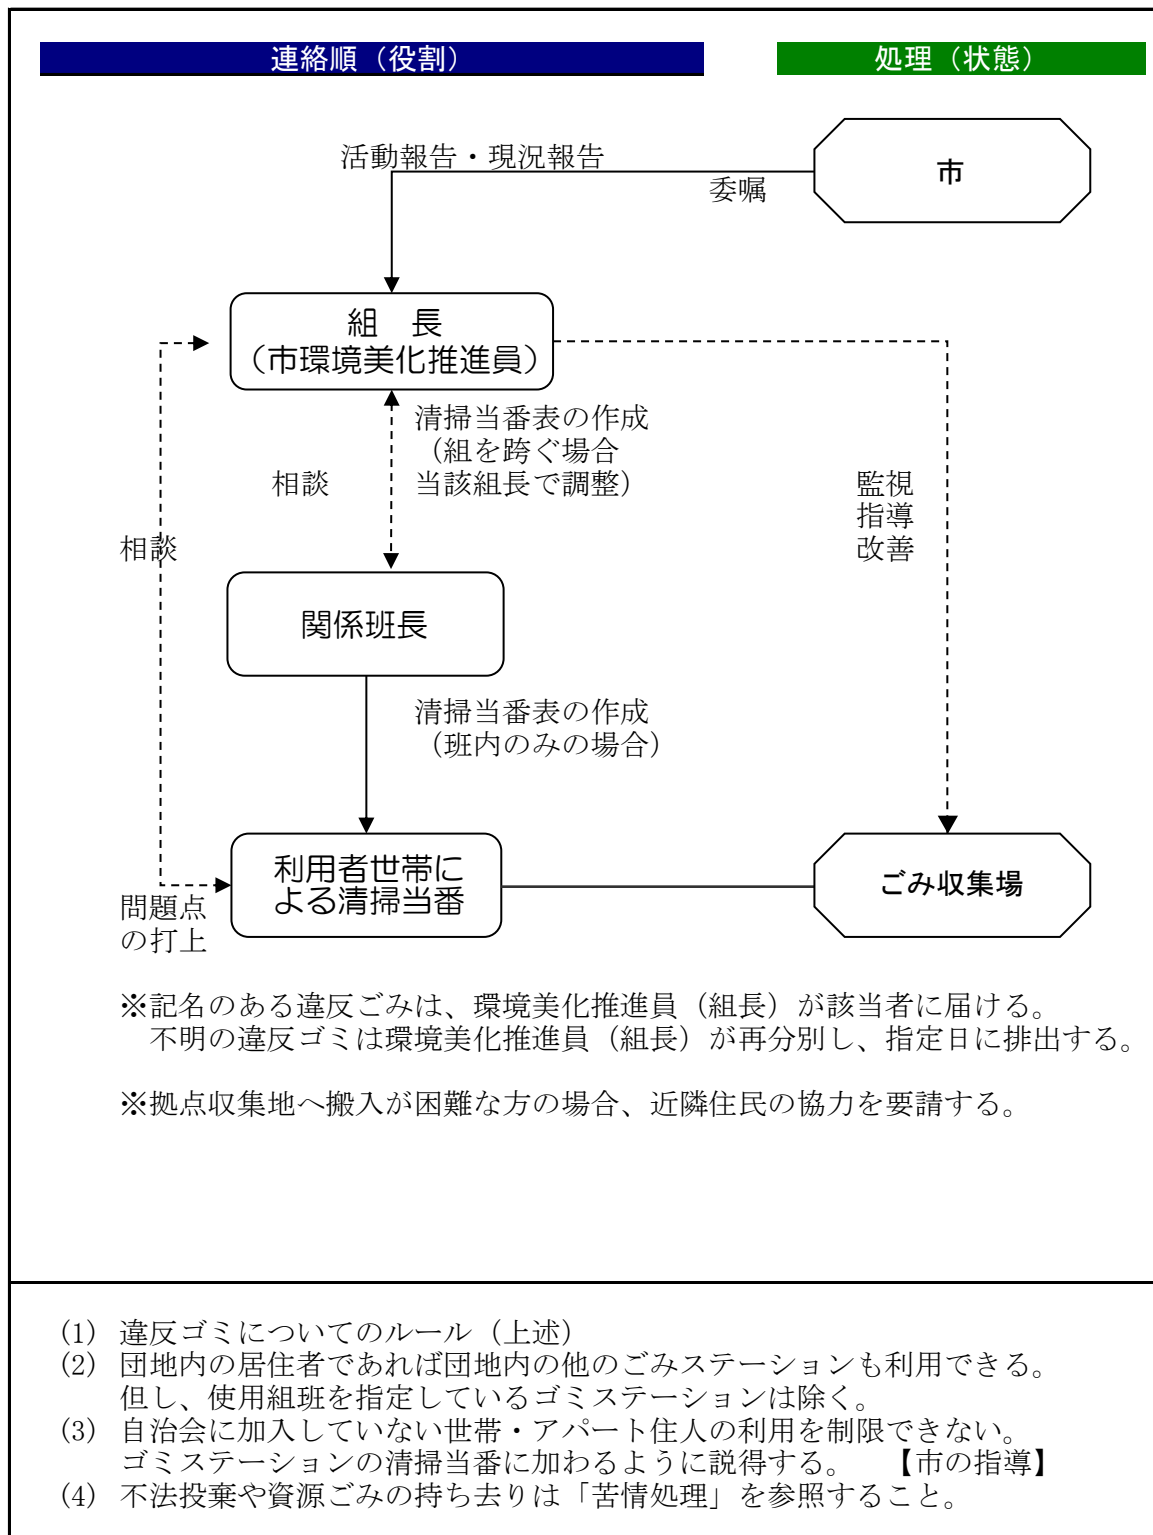 連絡順（役割）
処理（状態）
活動報告・現況報告
委嘱
市
組　長
（市環境美化推進員）
清掃当番表の作成
（組を跨ぐ場合
当該組長で調整）
相談
相談
監視
指導
改善
関係班長
清掃当番表の作成
（班内のみの場合）
利用者世帯に
よる清掃当番
ごみ収集場
問題点
の打上
※記名のある違反ごみは、環境美化推進員（組長）が該当者に届ける。
不明の違反ゴミは環境美化推進員（組長）が再分別し、指定日に排出する。
※拠点収集地へ搬入が困難な方の場合、近隣住民の協力を要請する。
(1) 違反ゴミについてのルール（上述）
(2) 団地内の居住者であれば団地内の他のごみステーションも利用できる。
但し、使用組班を指定しているゴミステーションは除く。
(3) 自治会に加入していない世帯・アパート住人の利用を制限できない。
ゴミステーションの清掃当番に加わるように説得する。　【市の指導】
(4) 不法投棄や資源ごみの持ち去りは「苦情処理」を参照すること。